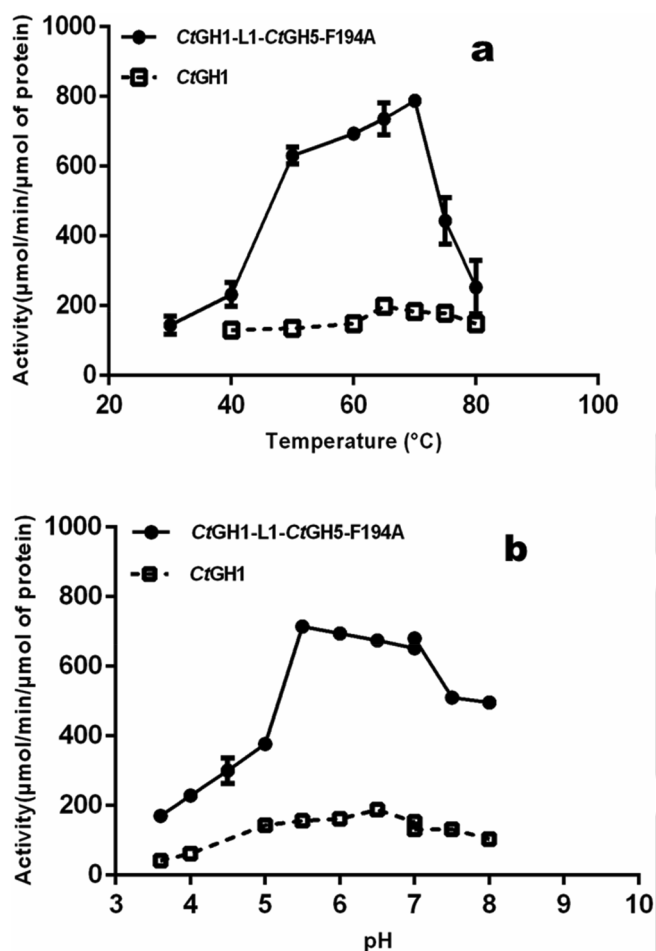 1000
CtGH1-L1-CtGH5-F194A
a
CtGH1
800
600
400
200
0
Activity(μmol/min/μmol of protein)
20 40 60 80 100
Temperature (°C)
1000
CtGH1-L1-CtGH5-F194A
b
CtGH1
800
600
400
200
0
Activity(μmol/min/μmol of protein)
3 4 5 6 7 8 9 10
pH